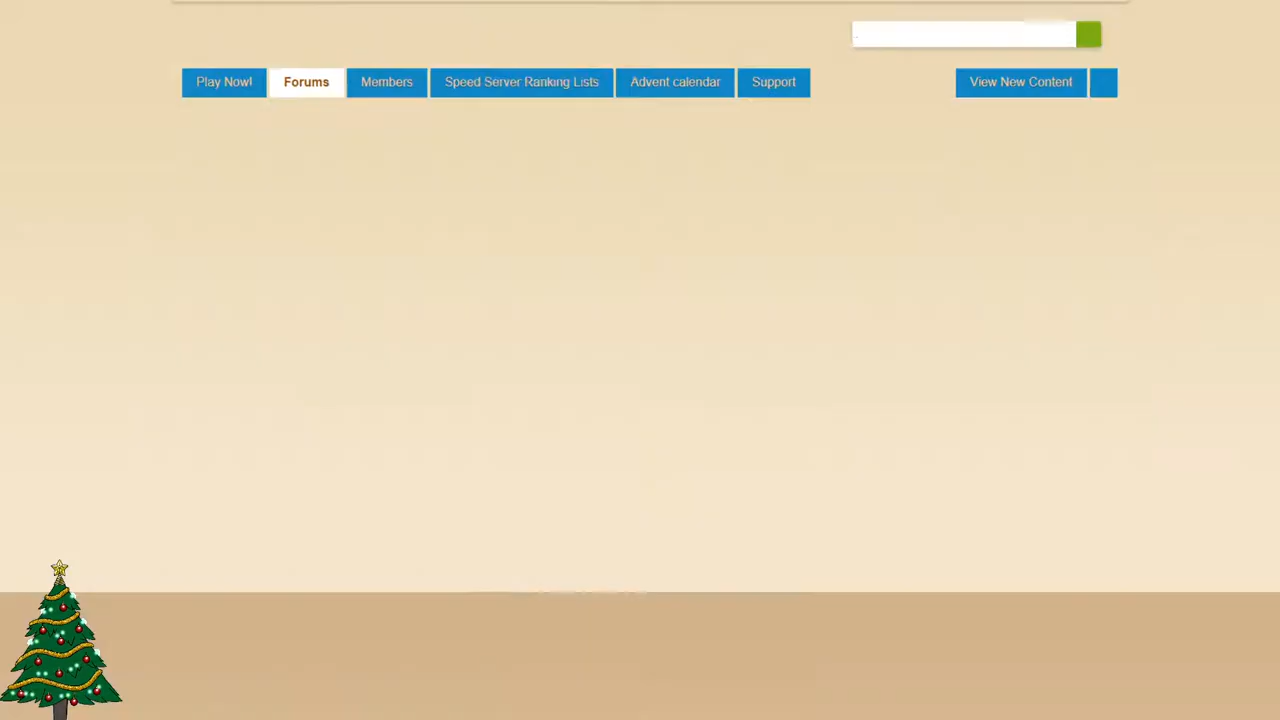 Play Now!
Forums
Members
Speed Server Ranking Lists
Advent calendar
Support
View New Content